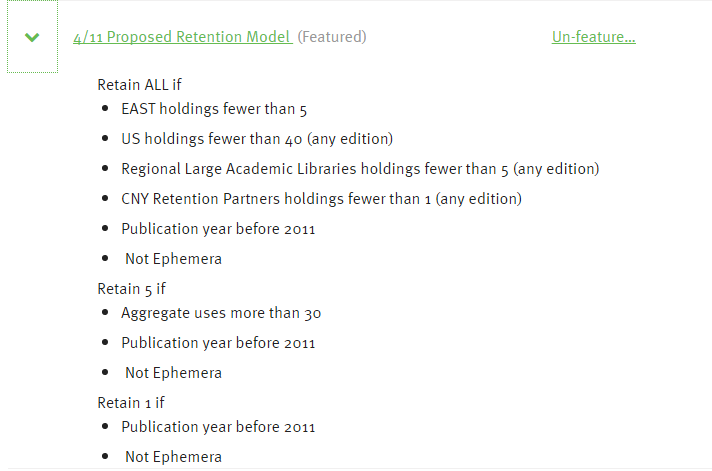 4/11 Proposed Retention Model (Featured) Un-feature...
Retain ALL if
EAST holdings fewer than 5
US holdings fewer than 40 (any edition)
Regional Large Academic Libraries holdings fewer than 5 (any edition)
CNY Retention Partners holdings fewer than 1 (any edition)
Publication year before 2011
Not Ephemera
Retain 5 if
Aggregate uses more than 30
Publication year before 2011
Not Ephemera
Retain 1 if
Publication year before 2011
Not Ephemera